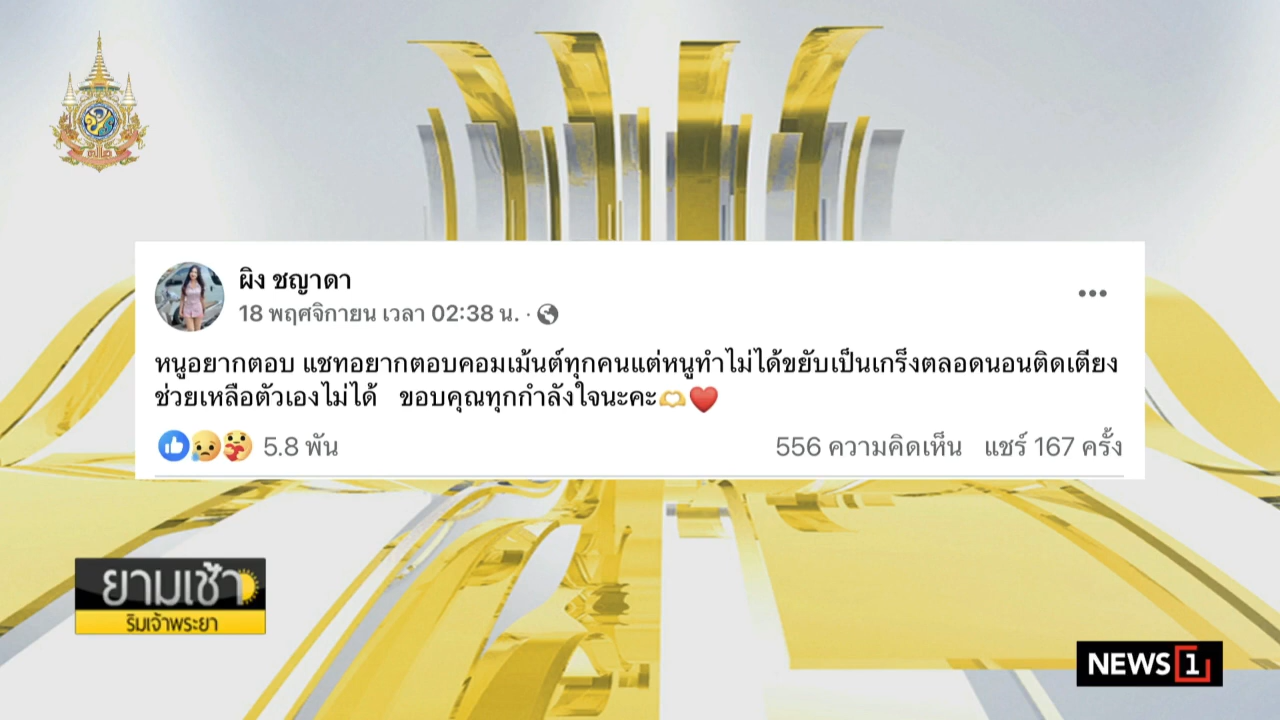 ผิง ชญาดา
18 พฤศจิกายน เวลา 02:38 น. ·
หนูอยากตอบ แชทอยากตอบคอมเม้นต์ทุกคนแต่หนูทำไม่ได้ขยับเป็นเกร็งตลอดนอนติดเตียง
ช่วยเหลือตัวเองไม่ได้ ขอบคุณทุกกำลังใจนะคะ🫶❤️
5.8 พัน 556 ความคิดเห็น แชร์ 167 ครั้ง
ยามเช้า
ริมเจ้าพระยา
NEWS 1